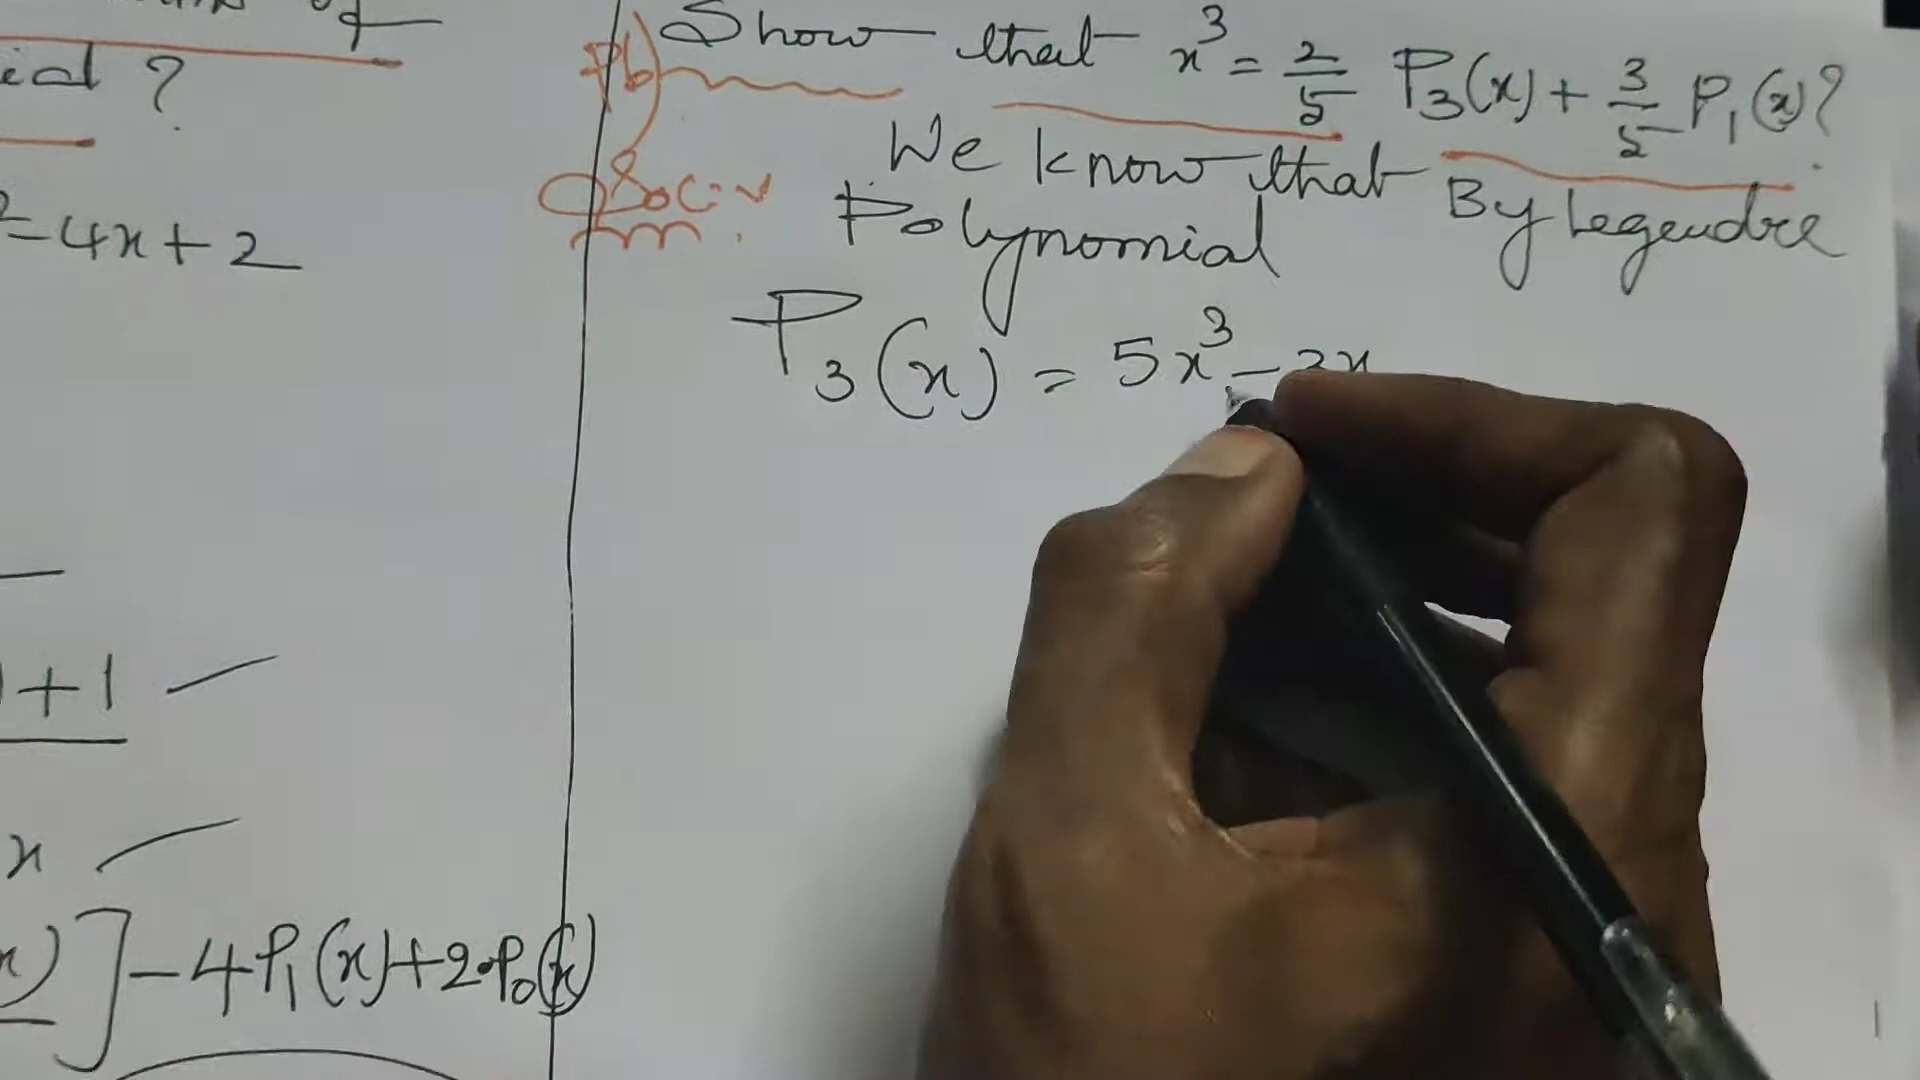 ial ?
- 4x + 2
+ 1
x
] - 4P₁(x) + 2·P₀(x)
Pb) Show that x³ = 2/5 P₃(x) + 3/5 P₁(x) ?
We know that By Legendre
Polynomial
P₃(x) = 5x³ - 3x